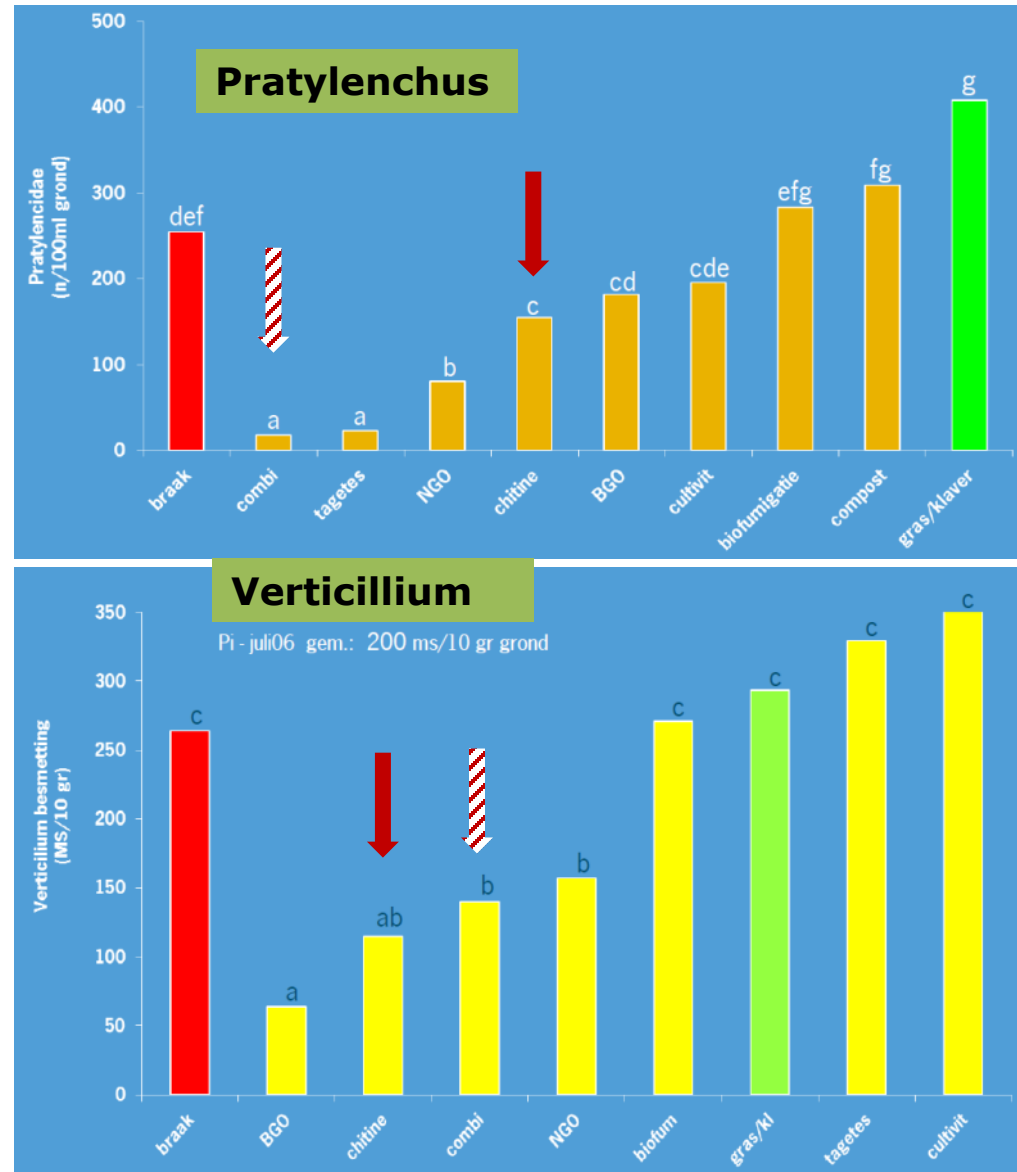 Pratylenchus
Pratylencidae
(n/100ml grond)
500
400
300
200
100
0
def
a
a
b
c
cd
cde
efg
fg
g
braak
combi
tagetes
NGO
chitine
BGO
cultivit
biofumigatie
compost
gras/klaver
Verticillium
Pi - juli06 gem.: 200 ms/10 gr grond
Verticilium besmetting
(MS/10 gr)
350
300
250
200
150
100
50
0
c
a
ab
b
b
c
c
c
c
braak
BGO
chitine
combi
NGO
biofum
gras/kl
tagetes
cultivit